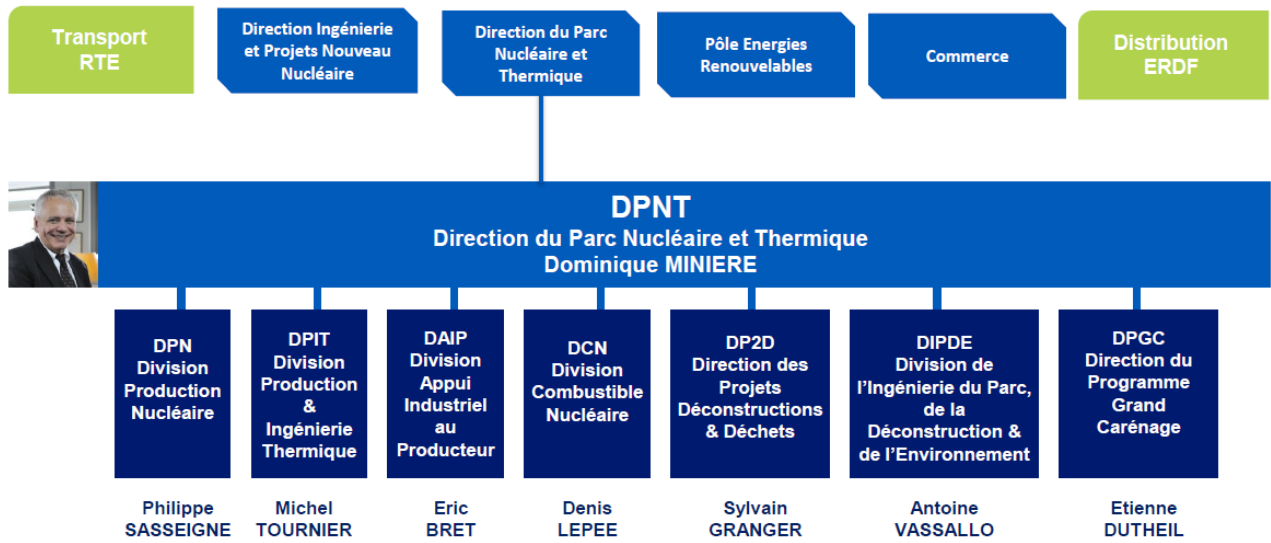 Transport
RTE
Direction Ingénierie
et Projets Nouveau
Nucléaire
Direction du Parc
Nucléaire et
Thermique
Pôle Energies
Renouvelables
Commerce
Distribution
ERDF
DPNT
Direction du Parc Nucléaire et Thermique
Dominique MINIERE
DPN
Division
Production
Nucléaire
DPIT
Division
Production
&
Ingénierie
Thermique
DAIP
Division
Appui
Industriel
au
Producteur
DCN
Division
Combustible
Nucléaire
DP2D
Direction des
Projets
Déconstructions
& Déchets
DIPDE
Division de
l'Ingénierie du Parc,
de la
Déconstruction &
de l'Environnement
DPGC
Direction du
Programme
Grand
Carénage
Philippe
SASSEIGNE
Michel
TOURNIER
Eric
BRET
Denis
LEPEE
Sylvain
GRANGER
Antoine
VASSALLO
Etienne
DUTHEIL